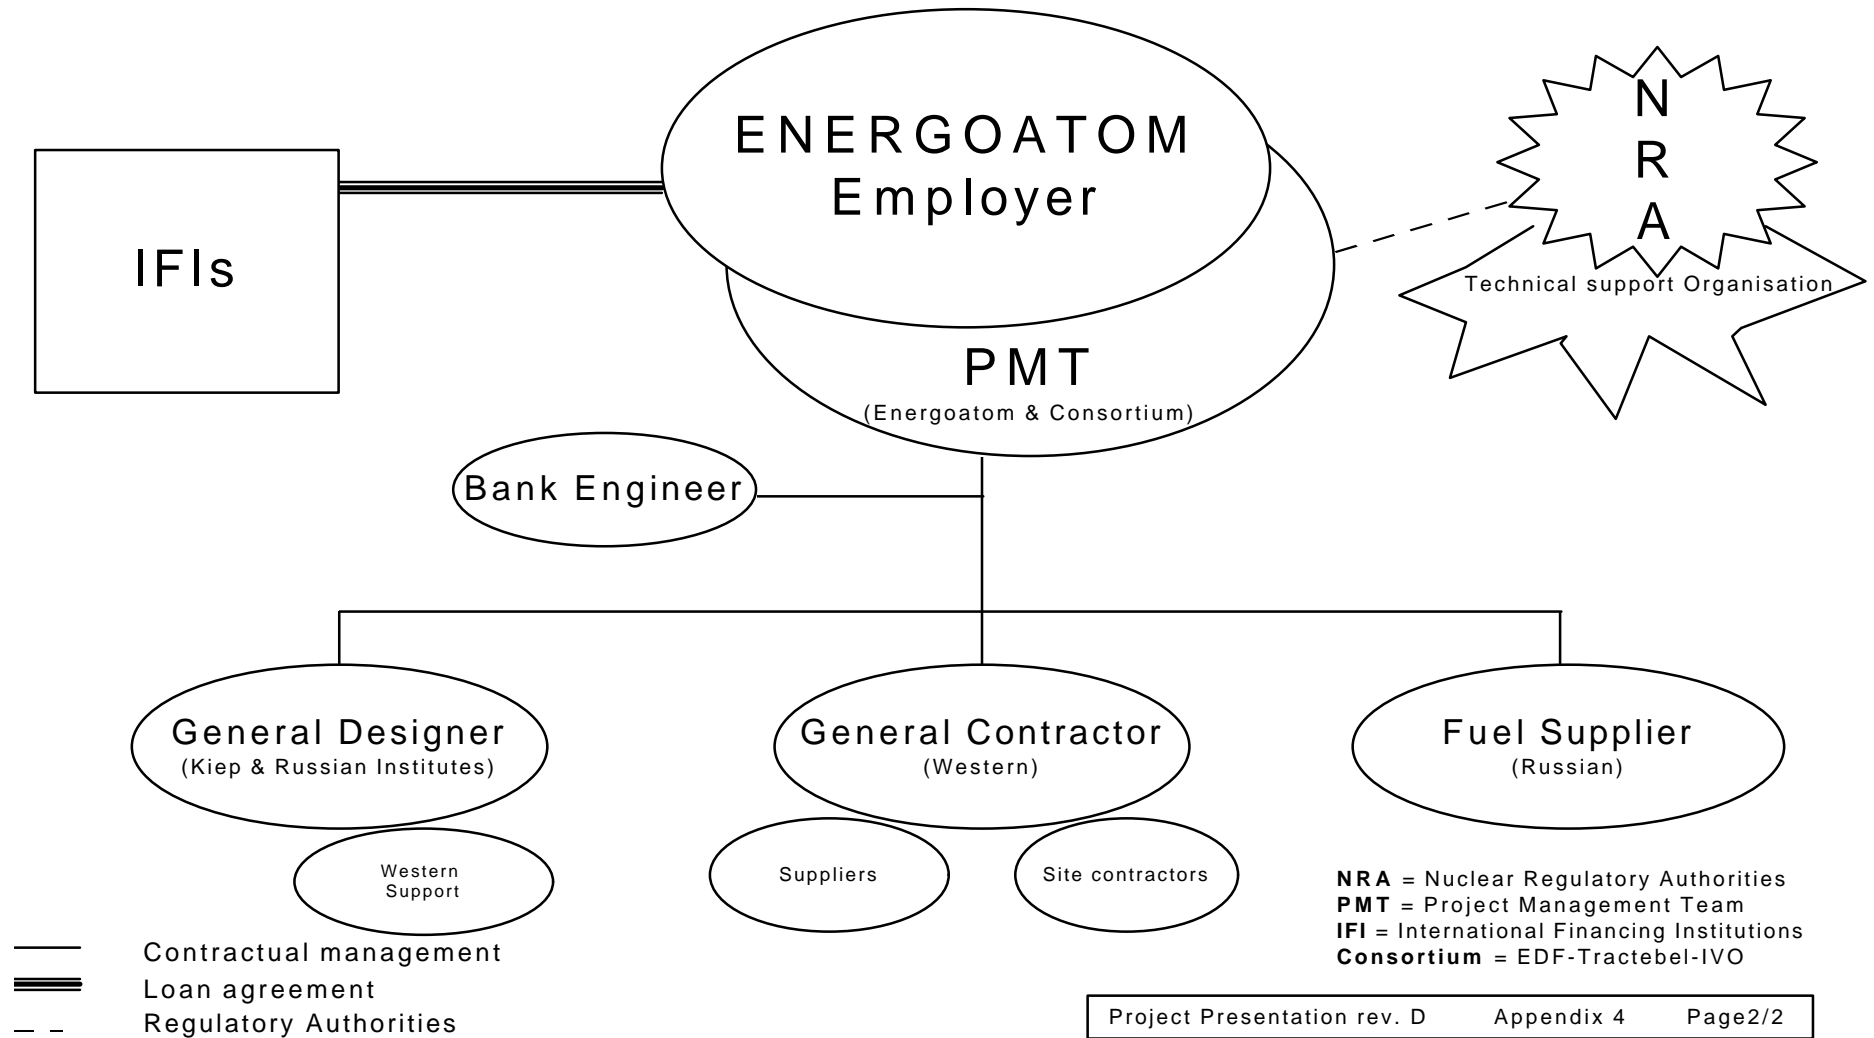 ENERGOATOM
Employer
N
R
A
IFIs
Technical support Organisation
PMT
(Energoatom & Consortium)
Bank Engineer
General Designer
(Kiep & Russian Institutes)
General Contractor
(Western)
Fuel Supplier
(Russian)
Western
Support
Suppliers
Site contractors
NRA = Nuclear Regulatory Authorities
PMT = Project Management Team
IFI = International Financing Institutions
Consortium = EDF-Tractebel-IVO
Contractual management
Loan agreement
Regulatory Authorities
Project Presentation rev. D Appendix 4 Page2/2